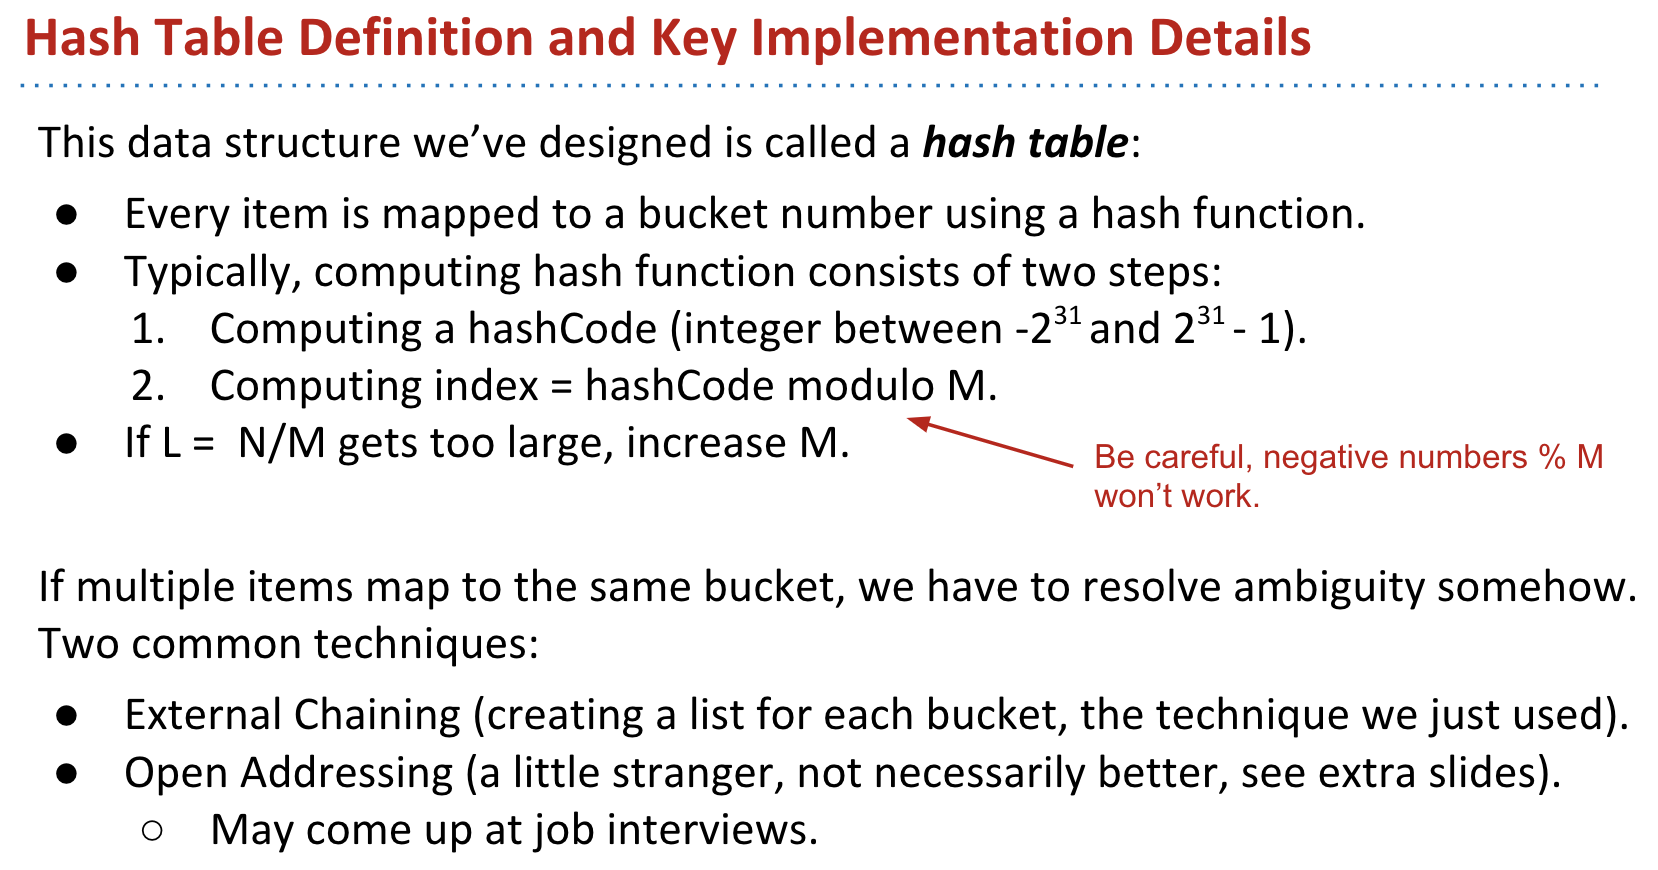 Hash Table Definition and Key Implementation Details
This data structure we’ve designed is called a hash table:
● Every item is mapped to a bucket number using a hash function.
● Typically, computing hash function consists of two steps:
1. Computing a hashCode (integer between -2³¹ and 2³¹ - 1).
2. Computing index = hashCode modulo M.
● If L = N/M gets too large, increase M.
Be careful, negative numbers % M
won’t work.
If multiple items map to the same bucket, we have to resolve ambiguity somehow.
Two common techniques:
● External Chaining (creating a list for each bucket, the technique we just used).
● Open Addressing (a little stranger, not necessarily better, see extra slides).
○ May come up at job interviews.